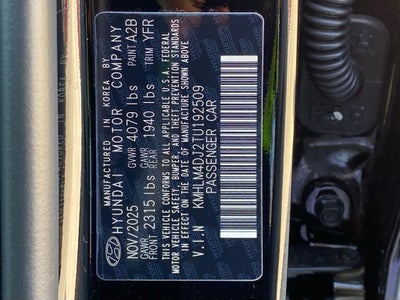 MANUFACTURED IN KOREA BY
HYUNDAI MOTOR COMPANY
NOV/2025 GVWR 4079 lbs PAINT A2B
GAWR FRONT 2315 lbs GAWR REAR 1940 lbs TRIM YFR
THIS VEHICLE CONFORMS TO ALL APPLICABLE U.S.A. FEDERAL
MOTOR VEHICLE SAFETY, BUMPER, AND THEFT PREVENTION STANDARDS
IN EFFECT ON THE DATE OF MANUFACTURE SHOWN ABOVE.
V.I.N KMHLM4DJ2TU192509
PASSENGER CAR